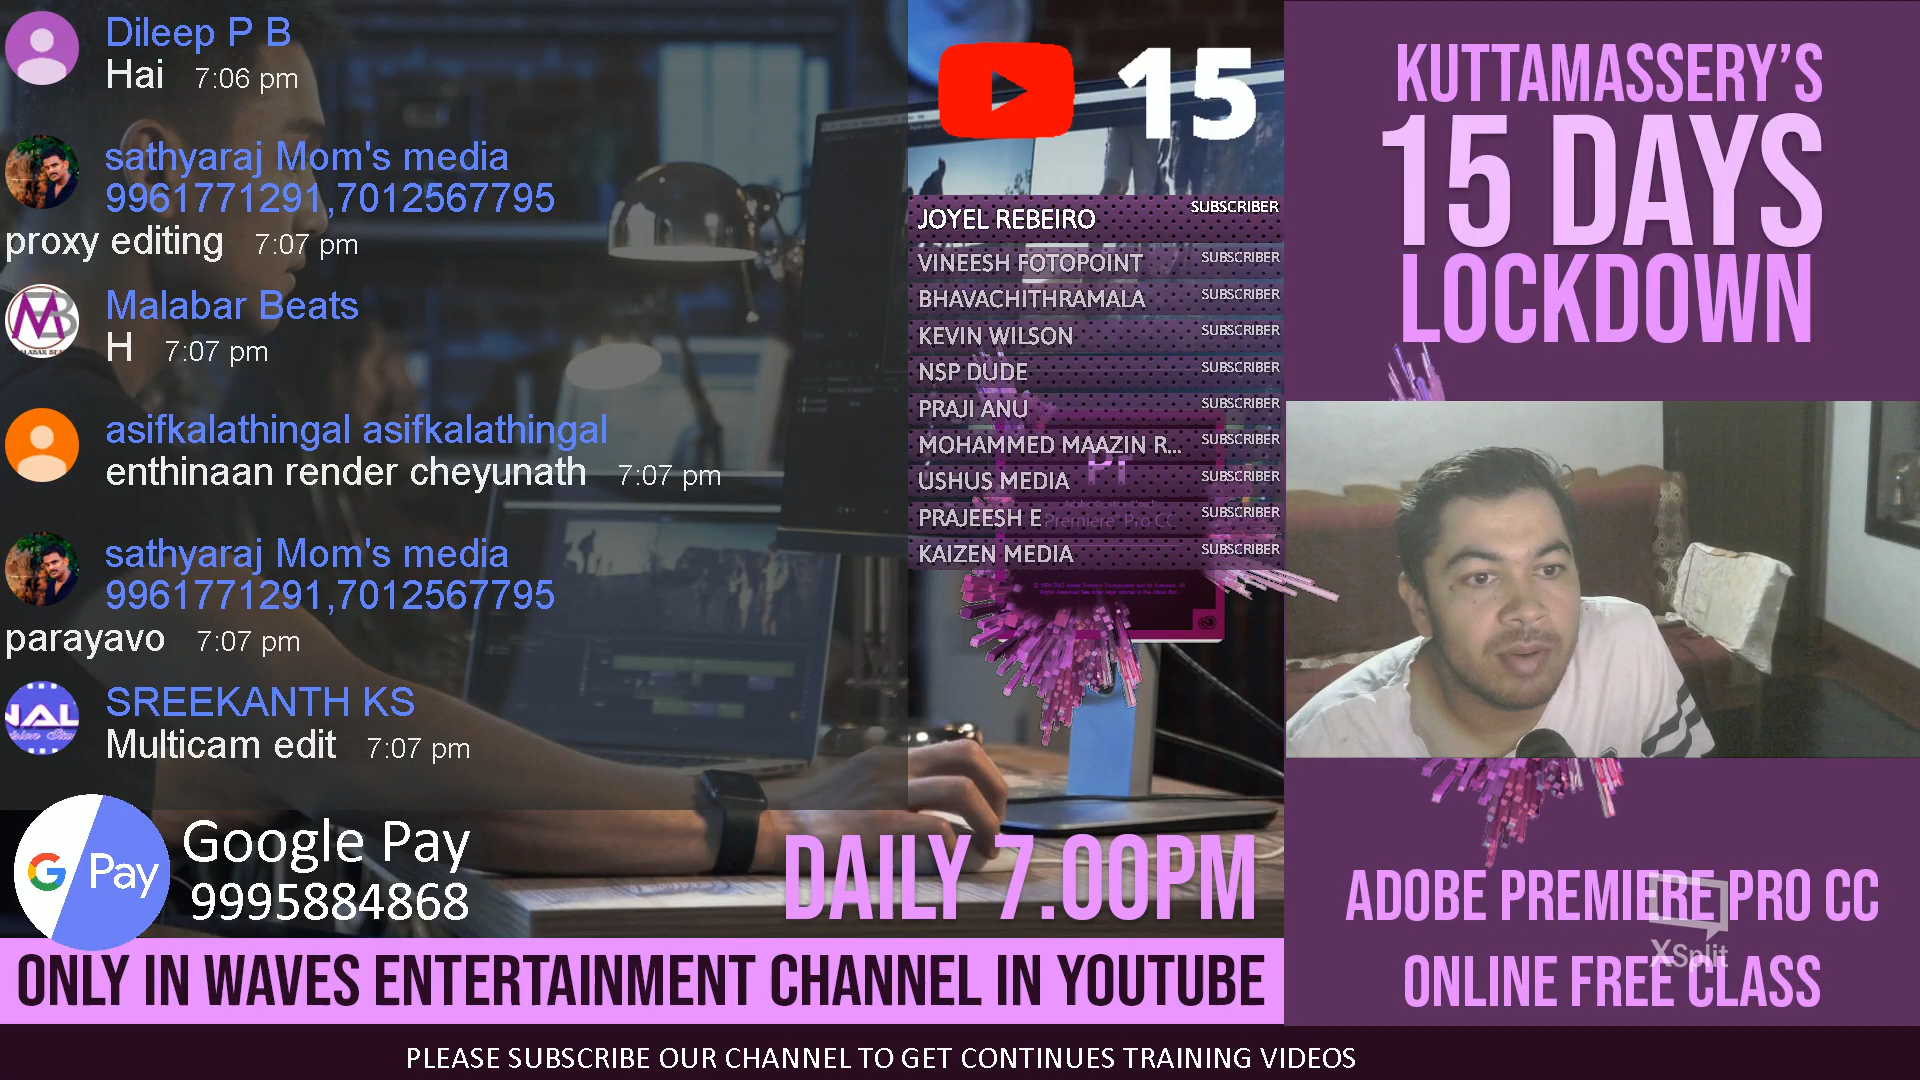 Dileep P B
Hai 7:06 pm
sathyaraj Mom's media
9961771291,7012567795
proxy editing 7:07 pm
Malabar Beats
H 7:07 pm
asifkalathingal asifkalathingal
enthinaan render cheyunath 7:07 pm
sathyaraj Mom's media
9961771291,7012567795
parayavo 7:07 pm
SREEKANTH KS
Multicam edit 7:07 pm
G Pay
Google Pay
9995884868
15
JOYEL REBEIRO SUBSCRIBER
VINEESH FOTOPOINT SUBSCRIBER
BHAVACHITHRAMALA SUBSCRIBER
KEVIN WILSON SUBSCRIBER
NSP DUDE SUBSCRIBER
PRAJI ANU SUBSCRIBER
MOHAMMED MAAZIN R... SUBSCRIBER
Pr
USHUS MEDIA SUBSCRIBER
PRAJEESH E SUBSCRIBER
Premiere Pro CC
KAIZEN MEDIA SUBSCRIBER
DAILY 7.00PM
ONLY IN WAVES ENTERTAINMENT CHANNEL IN YOUTUBE
KUTTAMASSERY'S
15 DAYS
LOCKDOWN
ADOBE PREMIERE PRO CC
XSplit
ONLINE FREE CLASS
PLEASE SUBSCRIBE OUR CHANNEL TO GET CONTINUES TRAINING VIDEOS